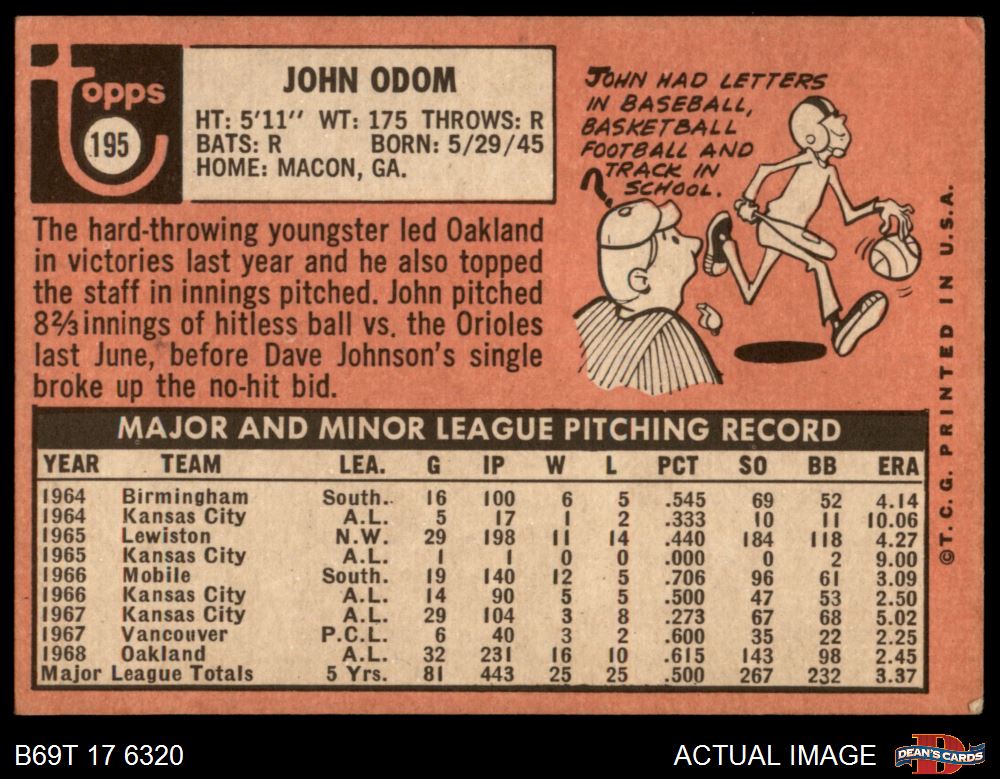 Topps
195
JOHN ODOM
HT: 5'11" WT: 175 THROWS: R
BATS: R BORN: 5/29/45
HOME: MACON, GA.
The hard-throwing youngster led Oakland
in victories last year and he also topped
the staff in innings pitched. John pitched
8⅔ innings of hitless ball vs. the Orioles
last June, before Dave Johnson's single
broke up the no-hit bid.
JOHN HAD LETTERS
IN BASEBALL,
BASKETBALL
FOOTBALL AND
TRACK IN
SCHOOL.
?
MAJOR AND MINOR LEAGUE PITCHING RECORD
YEAR TEAM LEA. G IP W L PCT SO BB ERA
1964 Birmingham South. 16 100 6 5 .545 69 52 4.14
1964 Kansas City A.L. 5 17 1 2 .333 10 11 10.06
1965 Lewiston N.W. 29 198 11 14 .440 184 118 4.27
1965 Kansas City A.L. 1 1 0 0 .000 0 2 9.00
1966 Mobile South. 19 140 12 5 .706 96 61 3.09
1966 Kansas City A.L. 14 90 5 5 .500 47 53 2.50
1967 Kansas City A.L. 29 104 3 8 .273 67 68 5.02
1967 Vancouver P.C.L. 6 40 3 2 .600 35 22 2.25
1968 Oakland A.L. 32 231 16 10 .615 143 98 2.45
Major League Totals 5 Yrs. 81 443 25 25 .500 267 232 3.37
©T.C.G. PRINTED IN U.S.A.
B69T 17 6320
ACTUAL IMAGE
D
DEAN'S CARDS